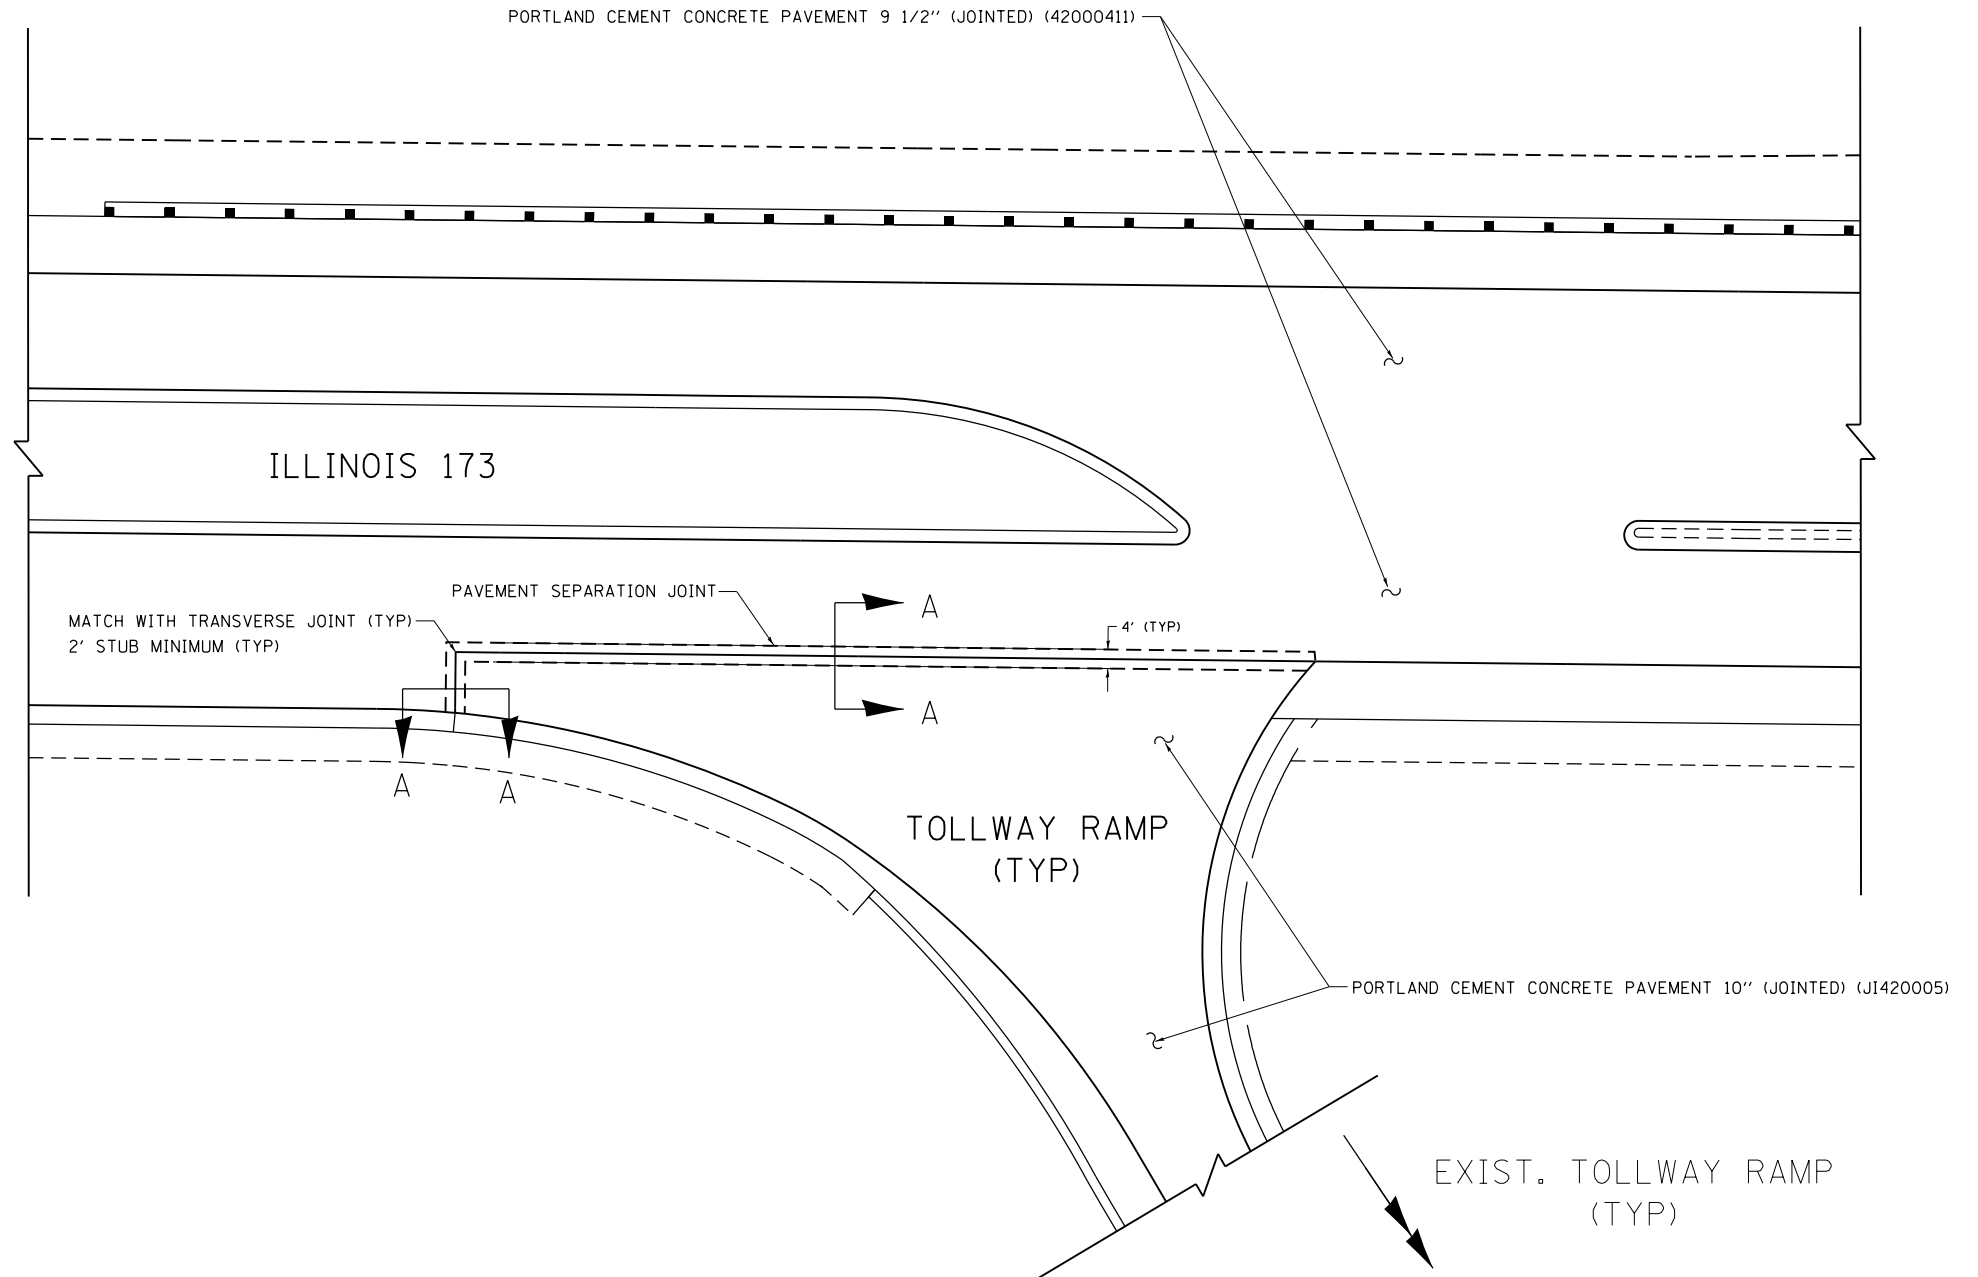 PORTLAND CEMENT CONCRETE PAVEMENT 9 1/2" (JOINTED) (42000411)
ILLINOIS 173
PAVEMENT SEPARATION JOINT
A
MATCH WITH TRANSVERSE JOINT (TYP)
2' STUB MINIMUM (TYP)
4' (TYP)
A
A
A
TOLLWAY RAMP
(TYP)
PORTLAND CEMENT CONCRETE PAVEMENT 10" (JOINTED) (JI420005)
EXIST. TOLLWAY RAMP
(TYP)